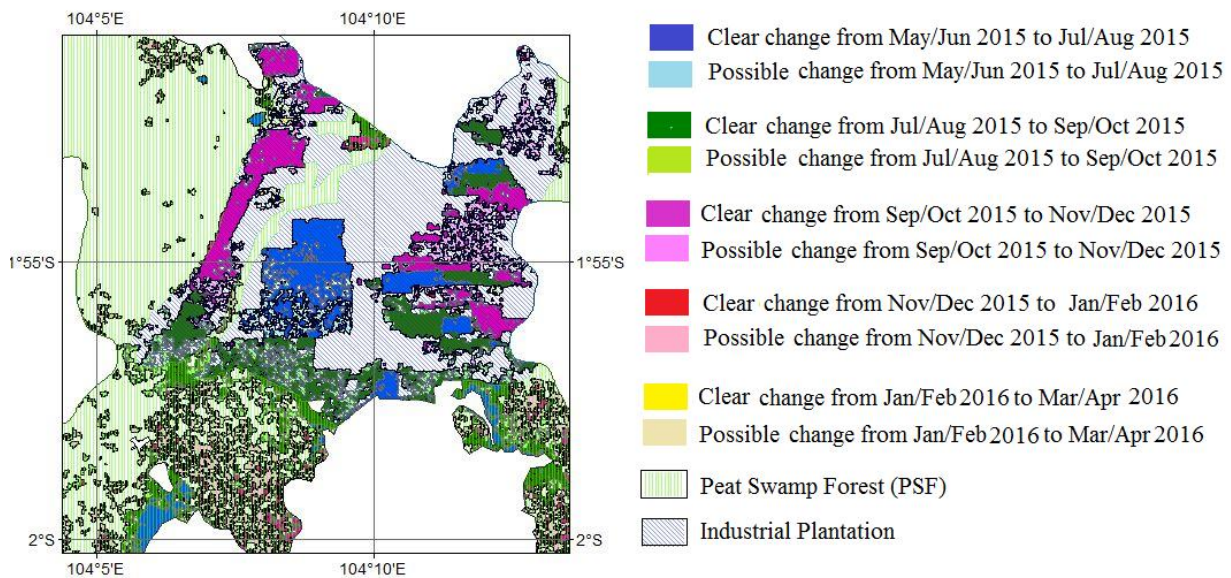 104°5'E 104°10'E
Clear change from May/Jun 2015 to Jul/Aug 2015
Possible change from May/Jun 2015 to Jul/Aug 2015
Clear change from Jul/Aug 2015 to Sep/Oct 2015
Possible change from Jul/Aug 2015 to Sep/Oct 2015
Clear change from Sep/Oct 2015 to Nov/Dec 2015
Possible change from Sep/Oct 2015 to Nov/Dec 2015
1°55'S 1°55'S
Clear change from Nov/Dec 2015 to Jan/Feb 2016
Possible change from Nov/Dec 2015 to Jan/Feb 2016
Clear change from Jan/Feb 2016 to Mar/Apr 2016
Possible change from Jan/Feb 2016 to Mar/Apr 2016
Peat Swamp Forest (PSF)
Industrial Plantation
2°S 2°S
104°5'E 104°10'E